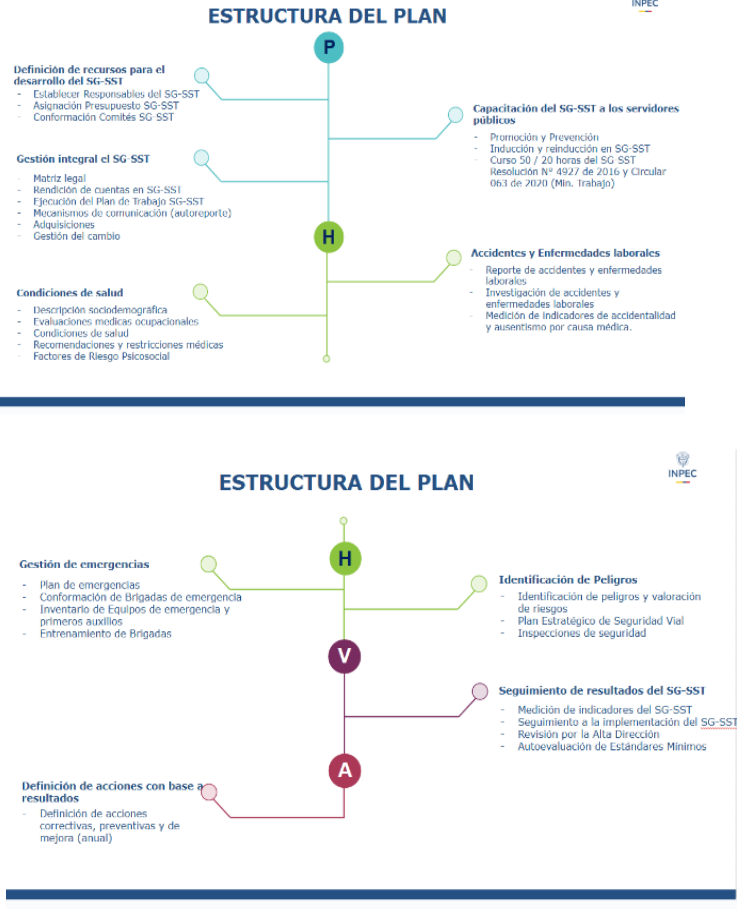 INPEC
ESTRUCTURA DEL PLAN
P
Definición de recursos para el
desarrollo del SG-SST
- Establecer Responsables del SG-SST
- Asignación Presupuesto SG-SST
- Conformación Comités SG-SST
Capacitación del SG-SST a los servidores
públicos
- Promoción y Prevención
- Inducción y reinducción en SG-SST
- Curso 50 / 20 horas del SG SST
Resolución N° 4927 de 2016 y Circular
063 de 2020 (Min. Trabajo)
Gestión integral el SG-SST
- Matriz legal
- Rendición de cuentas en SG-SST
- Ejecución del Plan de Trabajo SG-SST
- Mecanismos de comunicación (autoreporte)
- Adquisiciones
- Gestión del cambio
H
Accidentes y Enfermedades laborales
- Reporte de accidentes y enfermedades
laborales
- Investigación de accidentes y
enfermedades laborales
- Medición de indicadores de accidentalidad
y ausentismo por causa médica.
Condiciones de salud
- Descripción sociodemográfica
- Evaluaciones medicas ocupacionales
- Condiciones de salud
- Recomendaciones y restricciones médicas
- Factores de Riesgo Psicosocial
INPEC
ESTRUCTURA DEL PLAN
H
Gestión de emergencias
- Plan de emergencias
- Conformación de Brigadas de emergencia
- Inventario de Equipos de emergencia y
primeros auxilios
- Entrenamiento de Brigadas
Identificación de Peligros
- Identificación de peligros y valoración
de riesgos
- Plan Estratégico de Seguridad Vial
- Inspecciones de seguridad
V
Seguimiento de resultados del SG-SST
- Medición de indicadores del SG-SST
- Seguimiento a la implementación del SG-SST
- Revisión por la Alta Dirección
- Autoevaluación de Estándares Mínimos
A
Definición de acciones con base a
resultados
- Definición de acciones
correctivas, preventivas y de
mejora (anual)